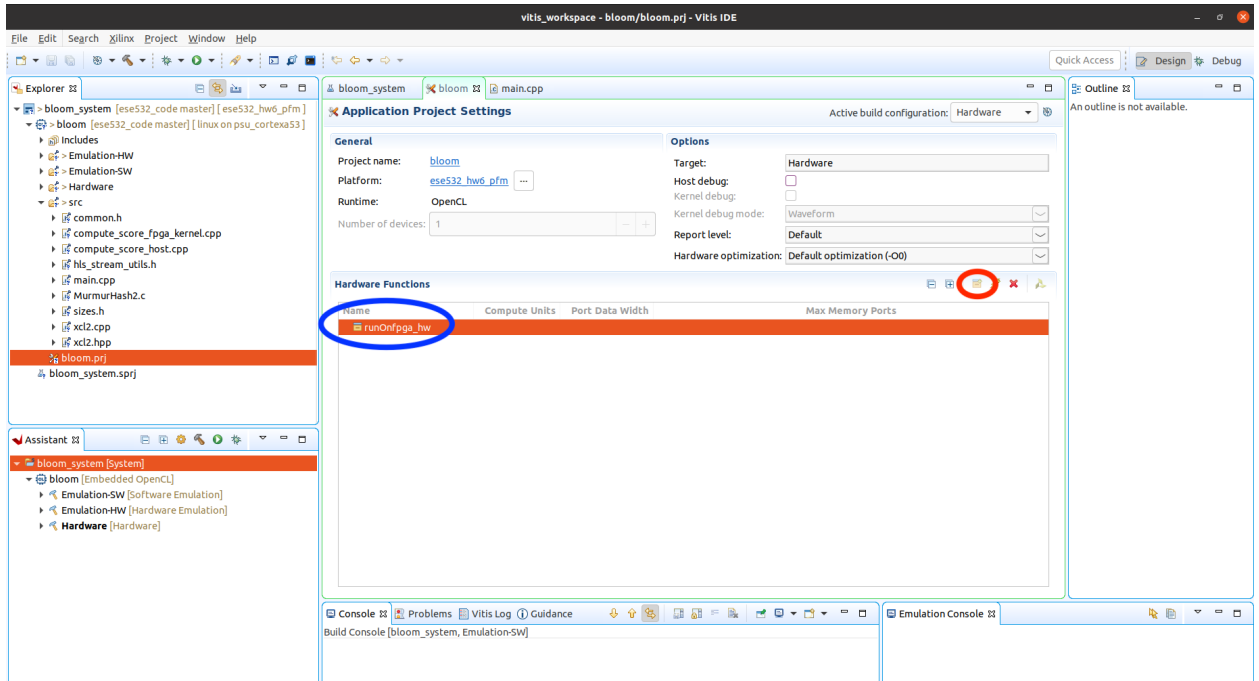 vitis_workspace - bloom/bloom.prj - Vitis IDE
File Edit Search Xilinx Project Window Help
Quick Access Design Debug
Explorer
> bloom_system [ese532_code master] [ ese532_hw6_pfm ]
> bloom [ese532_code master] [ linux on psu_cortexa53 ]
Includes
> Emulation-HW
> Emulation-SW
> Hardware
> src
common.h
compute_score_fpga_kernel.cpp
compute_score_host.cpp
hls_stream_utils.h
main.cpp
MurmurHash2.c
sizes.h
xcl2.cpp
xcl2.hpp
bloom.prj
bloom_system.sprj
Assistant
bloom_system [System]
bloom [Embedded OpenCL]
Emulation-SW [Software Emulation]
Emulation-HW [Hardware Emulation]
Hardware [Hardware]
bloom_system bloom main.cpp
Application Project Settings Active build configuration: Hardware
General
Project name: bloom
Platform: ese532_hw6_pfm ...
Runtime: OpenCL
Number of devices: 1
Options
Target: Hardware
Host debug:
Kernel debug:
Kernel debug mode: Waveform
Report level: Default
Hardware optimization: Default optimization (-O0)
Hardware Functions
Name Compute Units Port Data Width Max Memory Ports
runOnfpga_hw
Console Problems Vitis Log Guidance
Build Console [bloom_system, Emulation-SW]
Emulation Console
Outline
An outline is not available.